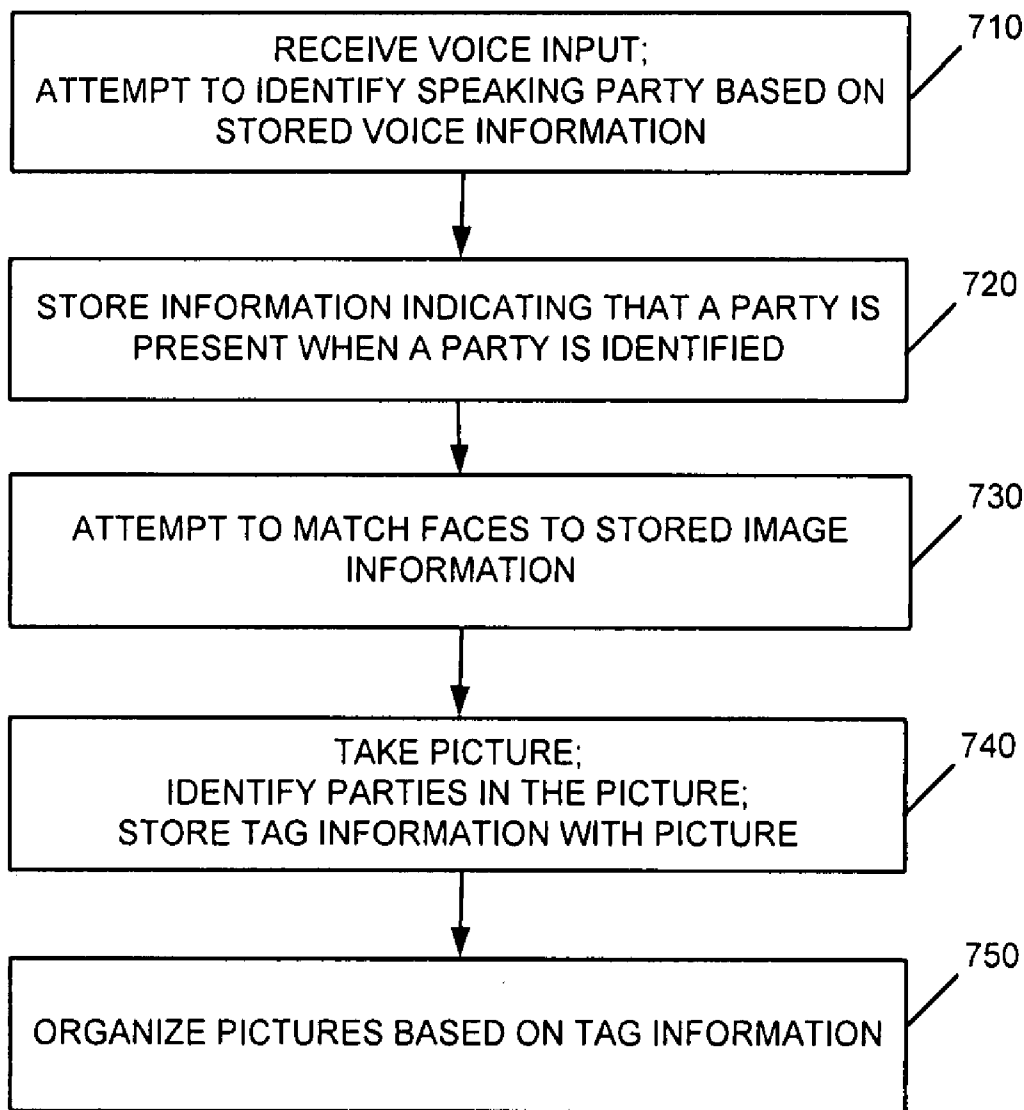 RECEIVE VOICE INPUT;
ATTEMPT TO IDENTIFY SPEAKING PARTY BASED ON
STORED VOICE INFORMATION
710
STORE INFORMATION INDICATING THAT A PARTY IS
PRESENT WHEN A PARTY IS IDENTIFIED
720
ATTEMPT TO MATCH FACES TO STORED IMAGE
INFORMATION
730
TAKE PICTURE;
IDENTIFY PARTIES IN THE PICTURE;
STORE TAG INFORMATION WITH PICTURE
740
ORGANIZE PICTURES BASED ON TAG INFORMATION
750